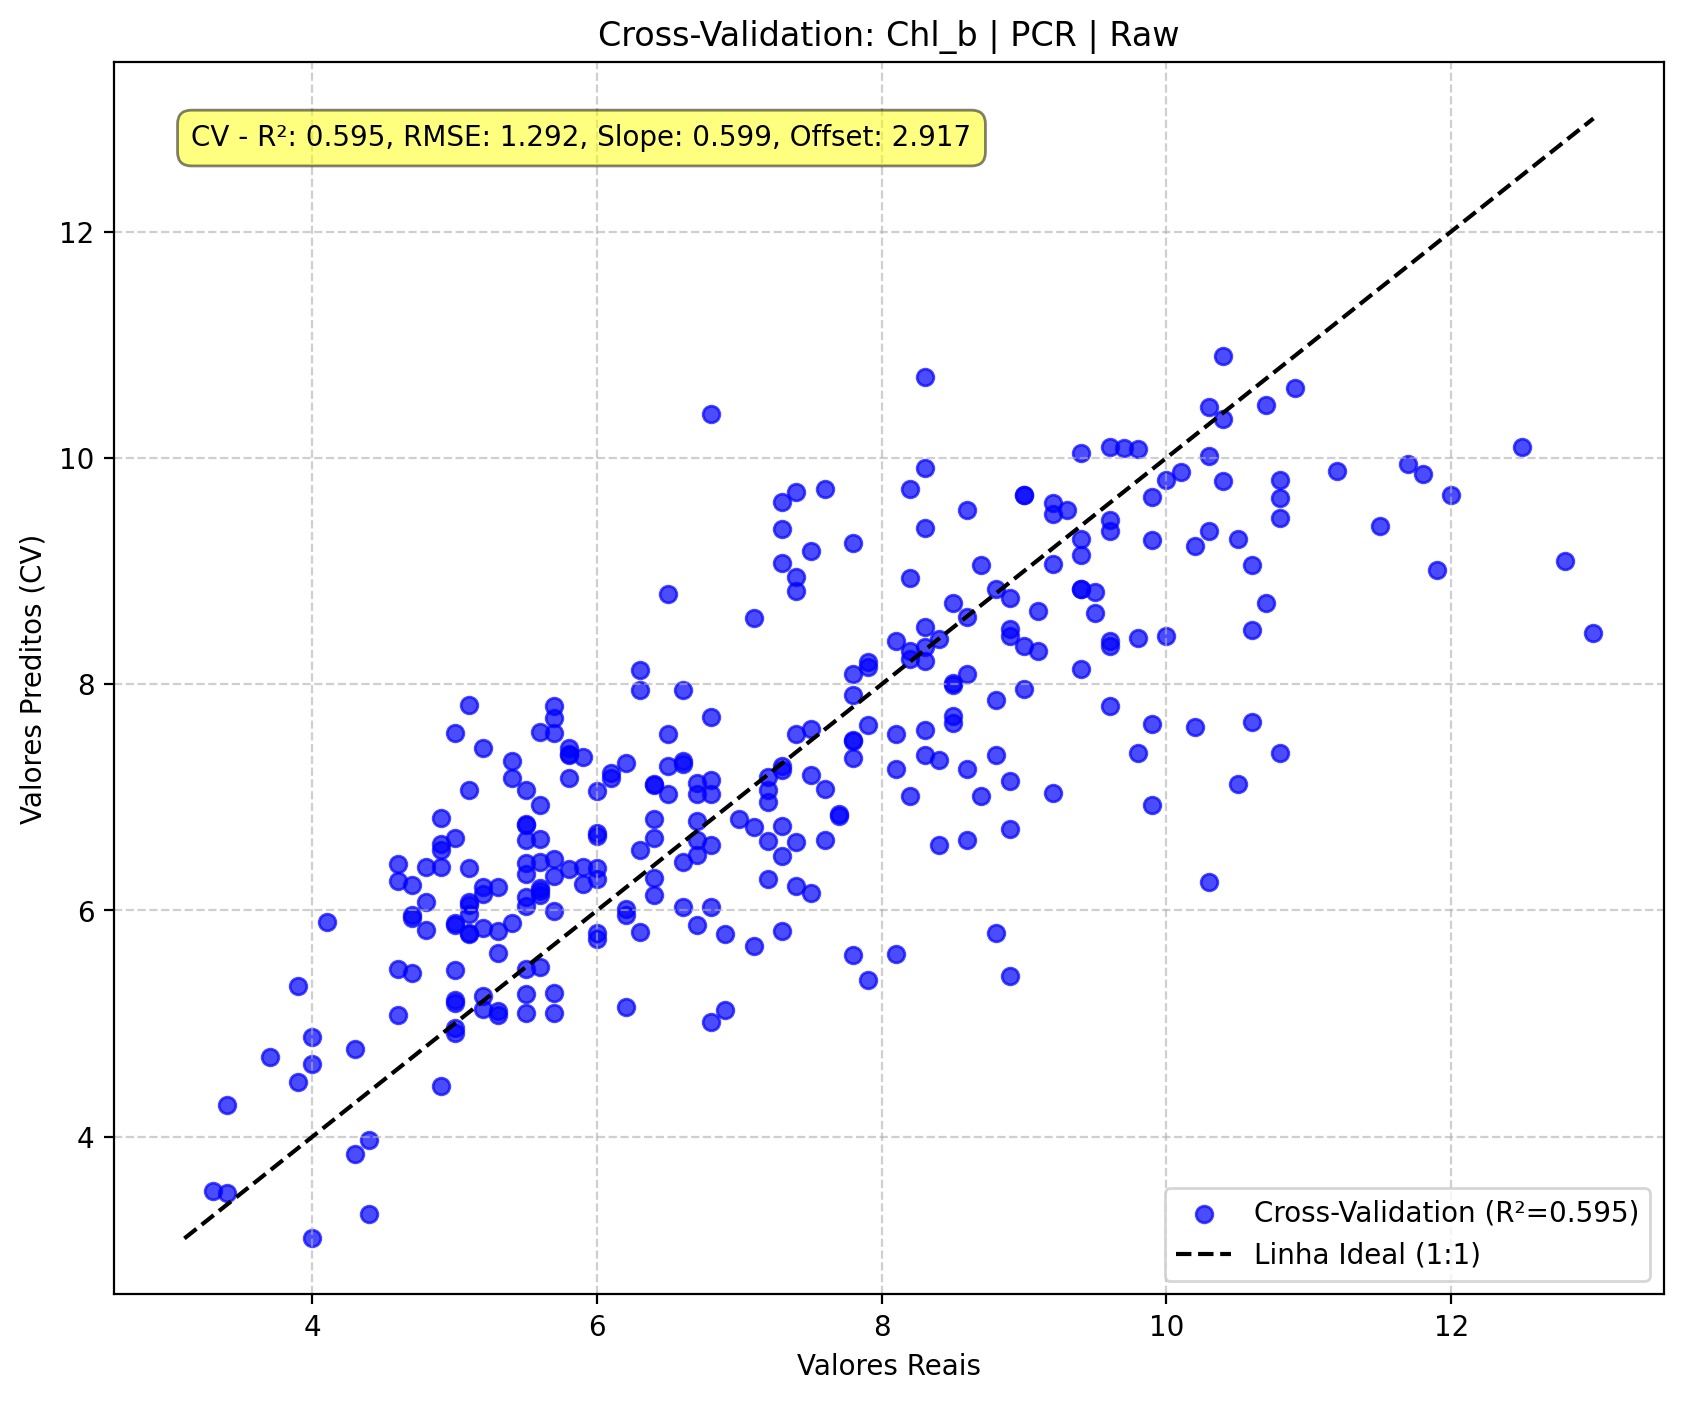 Cross-Validation: Chl_b | PCR | Raw
CV - R²: 0.595, RMSE: 1.292, Slope: 0.599, Offset: 2.917
Valores Preditos (CV)
12
10
8
6
4
Cross-Validation (R²=0.595)
Linha Ideal (1:1)
4 6 8 10 12
Valores Reais